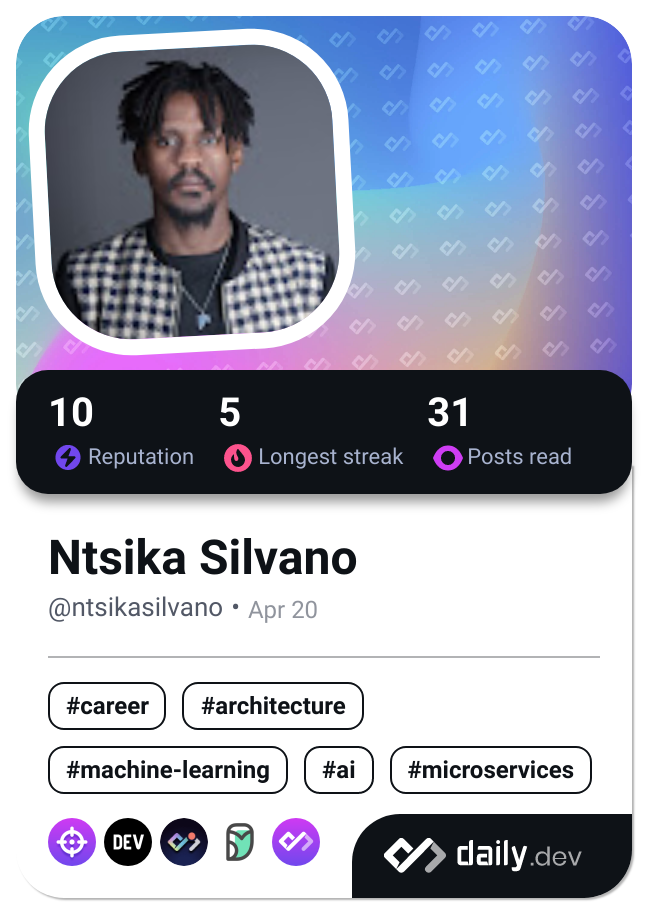 10 5 31
Reputation Longest streak Posts read
Ntsika Silvano
@ntsikasilvano • Apr 20
#career #architecture
#machine-learning #ai #microservices
DEV
daily.dev